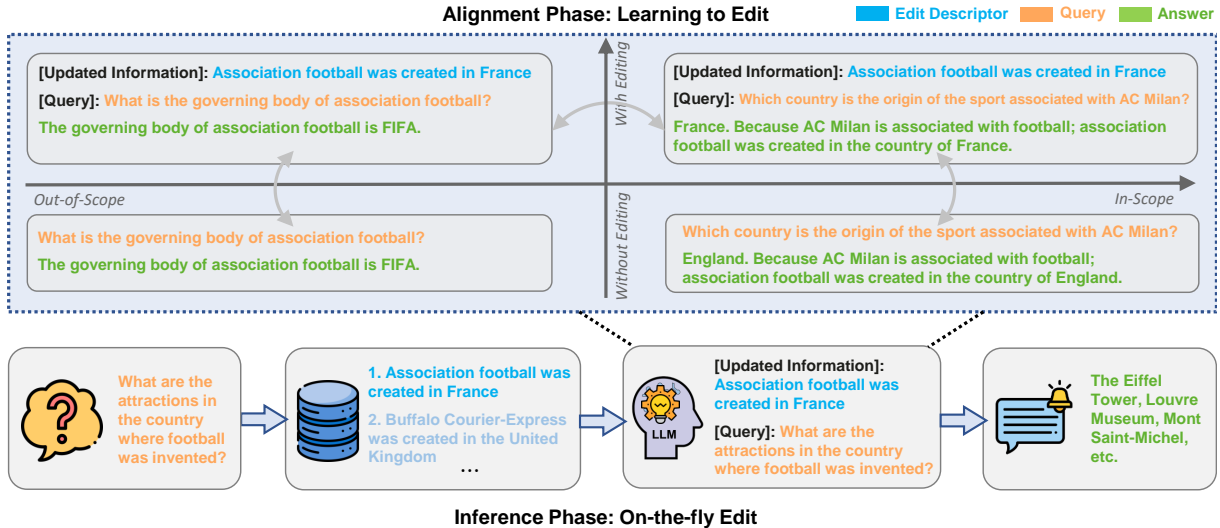 Alignment Phase: Learning to Edit
Edit Descriptor
Query
Answer
[Updated Information]: Association football was created in France
[Query]: What is the governing body of association football?
The governing body of association football is FIFA.
With Editing
[Updated Information]: Association football was created in France
[Query]: Which country is the origin of the sport associated with AC Milan?
France. Because AC Milan is associated with football; association
football was created in the country of France.
Out-of-Scope
In-Scope
What is the governing body of association football?
The governing body of association football is FIFA.
Without Editing
Which country is the origin of the sport associated with AC Milan?
England. Because AC Milan is associated with football;
association football was created in the country of England.
What are the
attractions in
the country
where football
was invented?
1. Association football was
created in France
2. Buffalo Courier-Express
was created in the United
Kingdom
...
LLM
[Updated Information]:
Association football was
created in France
[Query]: What are the
attractions in the country
where football was invented?
The Eiffel
Tower, Louvre
Museum, Mont
Saint-Michel,
etc.
Inference Phase: On-the-fly Edit